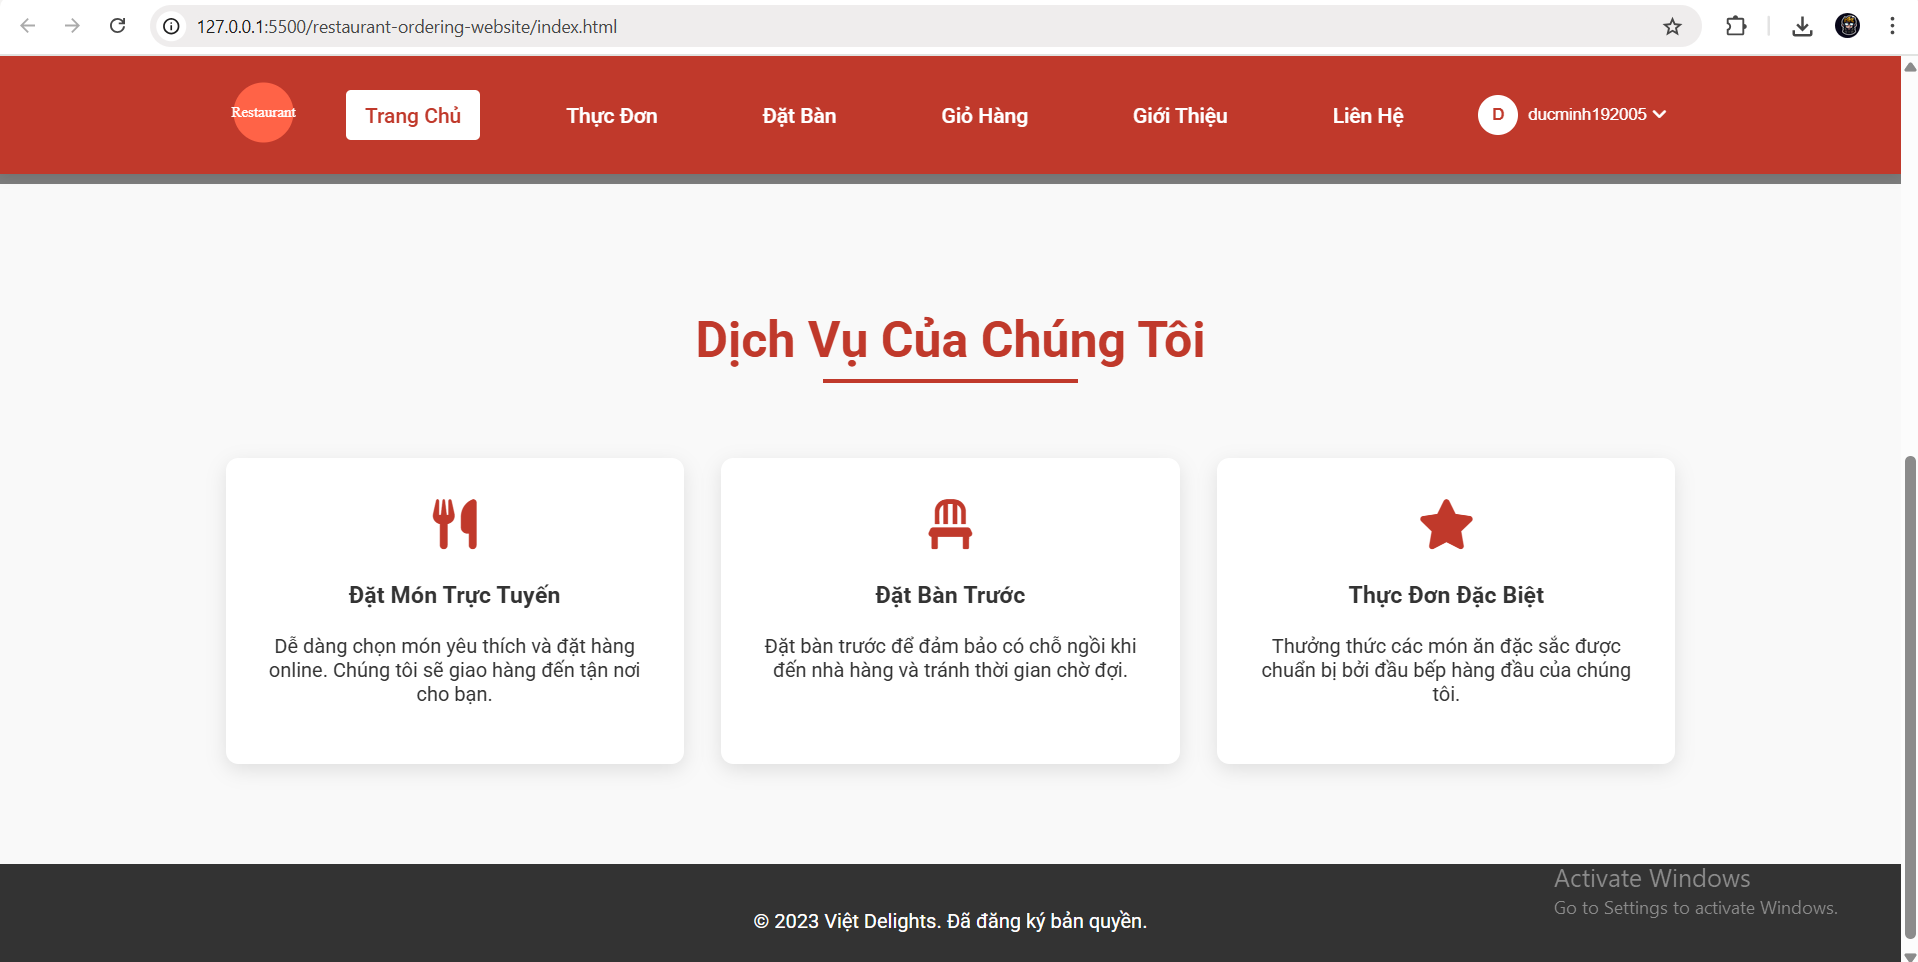 127.0.0.1:5500/restaurant-ordering-website/index.html
Restaurant
Trang Chủ
Thực Đơn
Đặt Bàn
Giỏ Hàng
Giới Thiệu
Liên Hệ
D
ducminh192005
Dịch Vụ Của Chúng Tôi
Đặt Món Trực Tuyến
Dễ dàng chọn món yêu thích và đặt hàng
online. Chúng tôi sẽ giao hàng đến tận nơi
cho bạn.
Đặt Bàn Trước
Đặt bàn trước để đảm bảo có chỗ ngồi khi
đến nhà hàng và tránh thời gian chờ đợi.
Thực Đơn Đặc Biệt
Thưởng thức các món ăn đặc sắc được
chuẩn bị bởi đầu bếp hàng đầu của chúng
tôi.
Activate Windows
Go to Settings to activate Windows.
© 2023 Việt Delights. Đã đăng ký bản quyền.